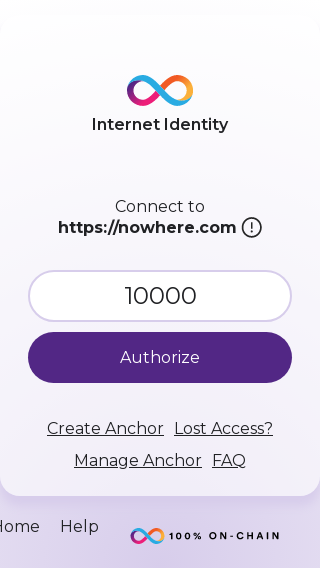 Internet Identity
Connect to
https://nowhere.com
10000
Authorize
Create Anchor Lost Access?
Manage Anchor FAQ
Home Help 100% ON-CHAIN